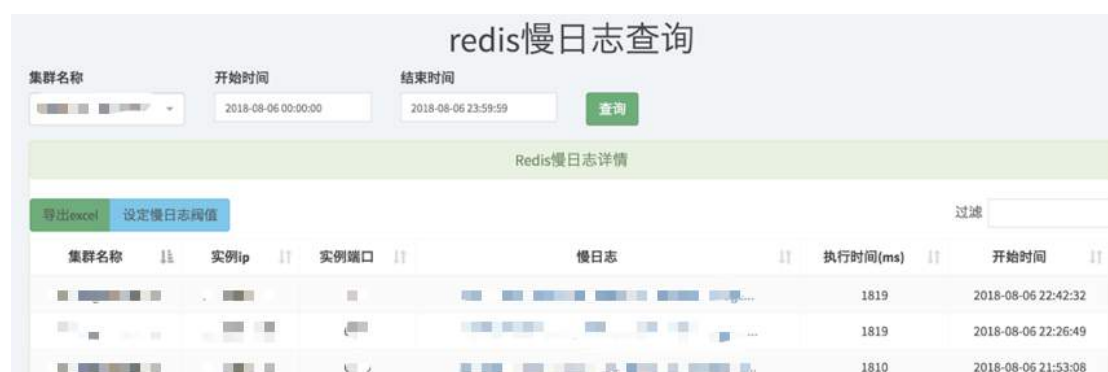 redis慢日志查询
集群名称 开始时间 结束时间
2018-08-06 00:00:00 2018-08-06 23:59:59 查询
Redis慢日志详情
导出excel 设定慢日志阀值 过滤
集群名称 实例ip 实例端口 慢日志 执行时间(ms) 开始时间
... 1819 2018-08-06 22:42:32
... 1819 2018-08-06 22:26:49
1810 2018-08-06 21:53:08